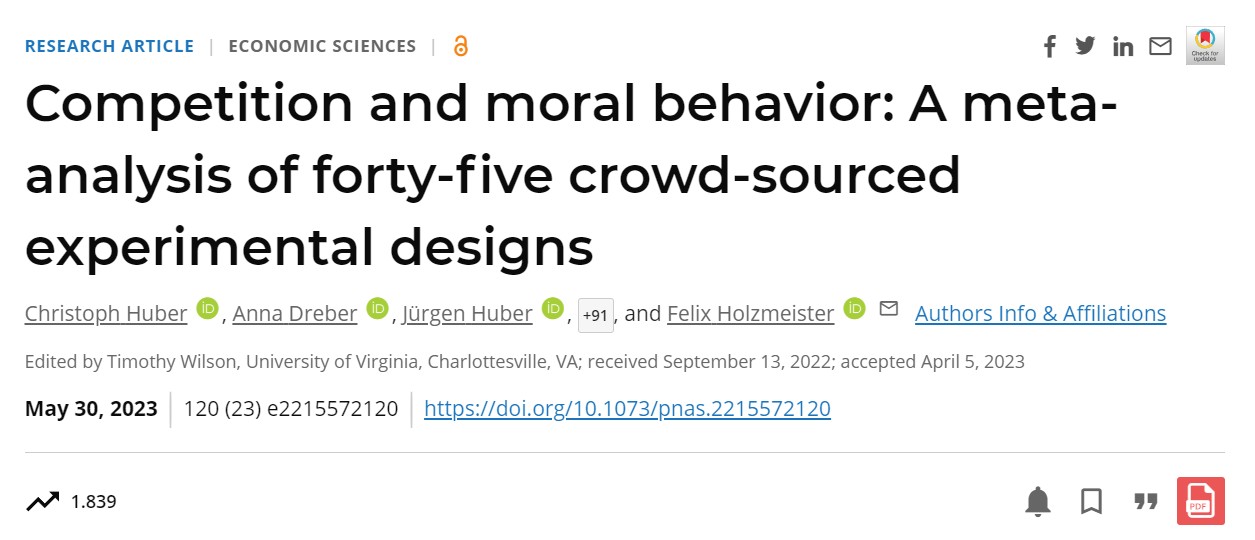 RESEARCH ARTICLE | ECONOMIC SCIENCES |
Check for updates
Competition and moral behavior: A meta-
analysis of forty-five crowd-sourced
experimental designs
Christoph Huber iD, Anna Dreber iD, Jürgen Huber iD, +91, and Felix Holzmeister iD Authors Info & Affiliations
Edited by Timothy Wilson, University of Virginia, Charlottesville, VA; received September 13, 2022; accepted April 5, 2023
May 30, 2023 | 120 (23) e2215572120 | https://doi.org/10.1073/pnas.2215572120
1.839
PDF